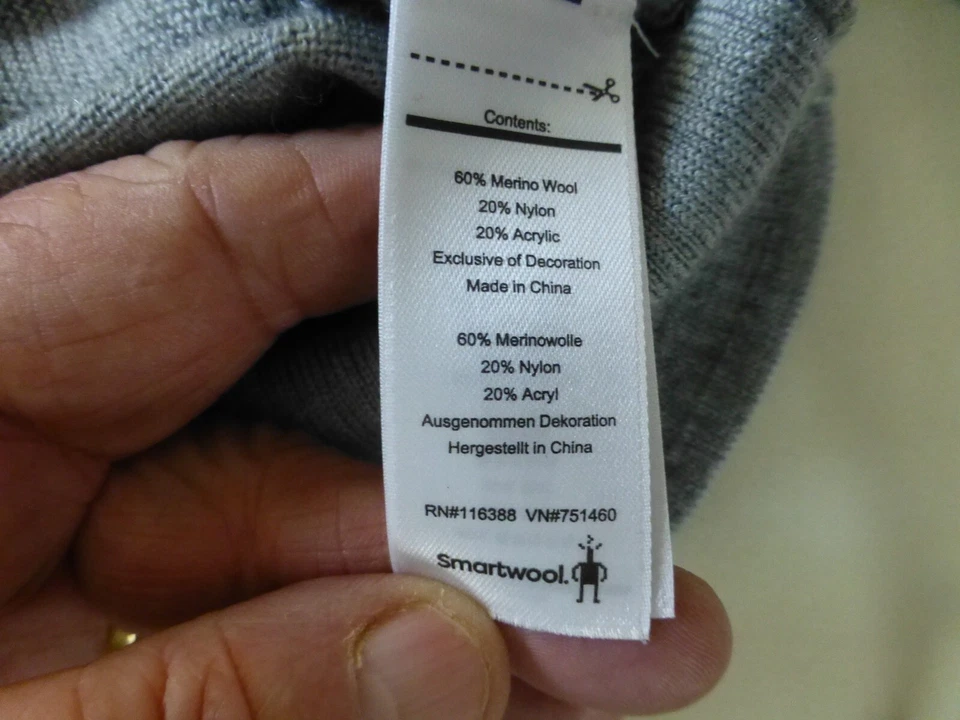 Contents:
60% Merino Wool
20% Nylon
20% Acrylic
Exclusive of Decoration
Made in China
60% Merinowolle
20% Nylon
20% Acryl
Ausgenommen Dekoration
Hergestellt in China
RN#116388 VN#751460
Smartwool.